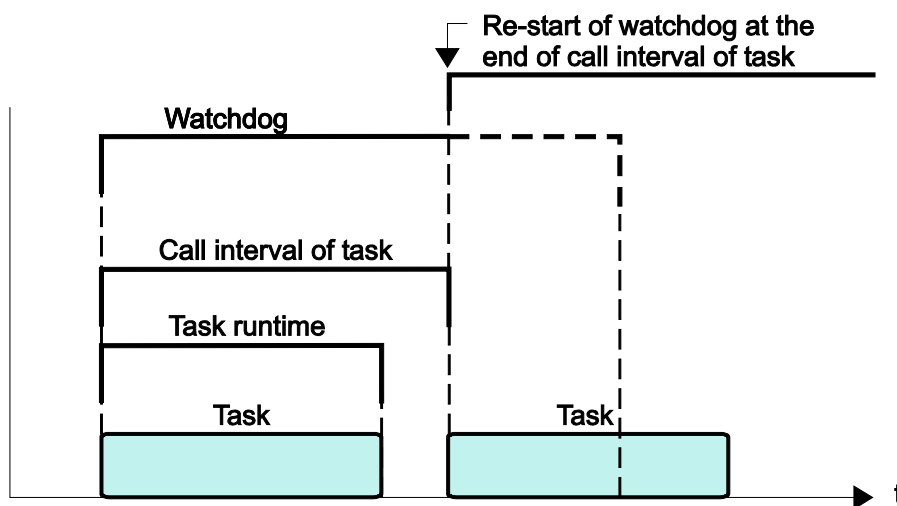 Re-start of watchdog at the
end of call interval of task
Watchdog
Call interval of task
Task runtime
Task
Task
t